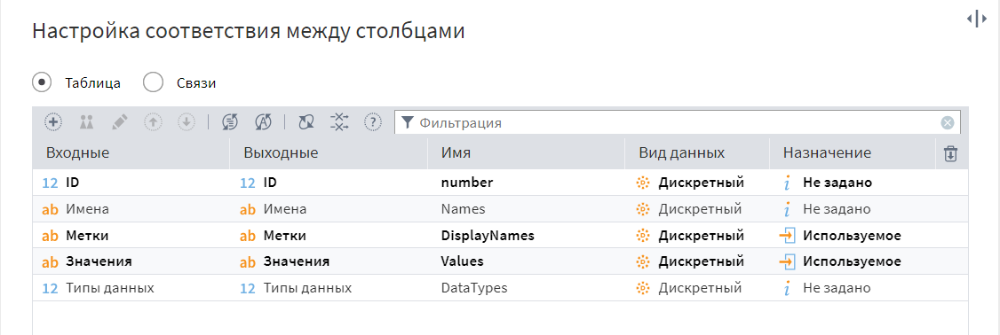 Настройка соответствия между столбцами
Таблица Связи
Фильтрация
Входные Выходные Имя Вид данных Назначение
12 ID 12 ID number Дискретный Не задано
ab Имена ab Имена Names Дискретный Не задано
ab Метки ab Метки DisplayNames Дискретный Используемое
ab Значения ab Значения Values Дискретный Используемое
12 Типы данных 12 Типы данных DataTypes Дискретный Не задано